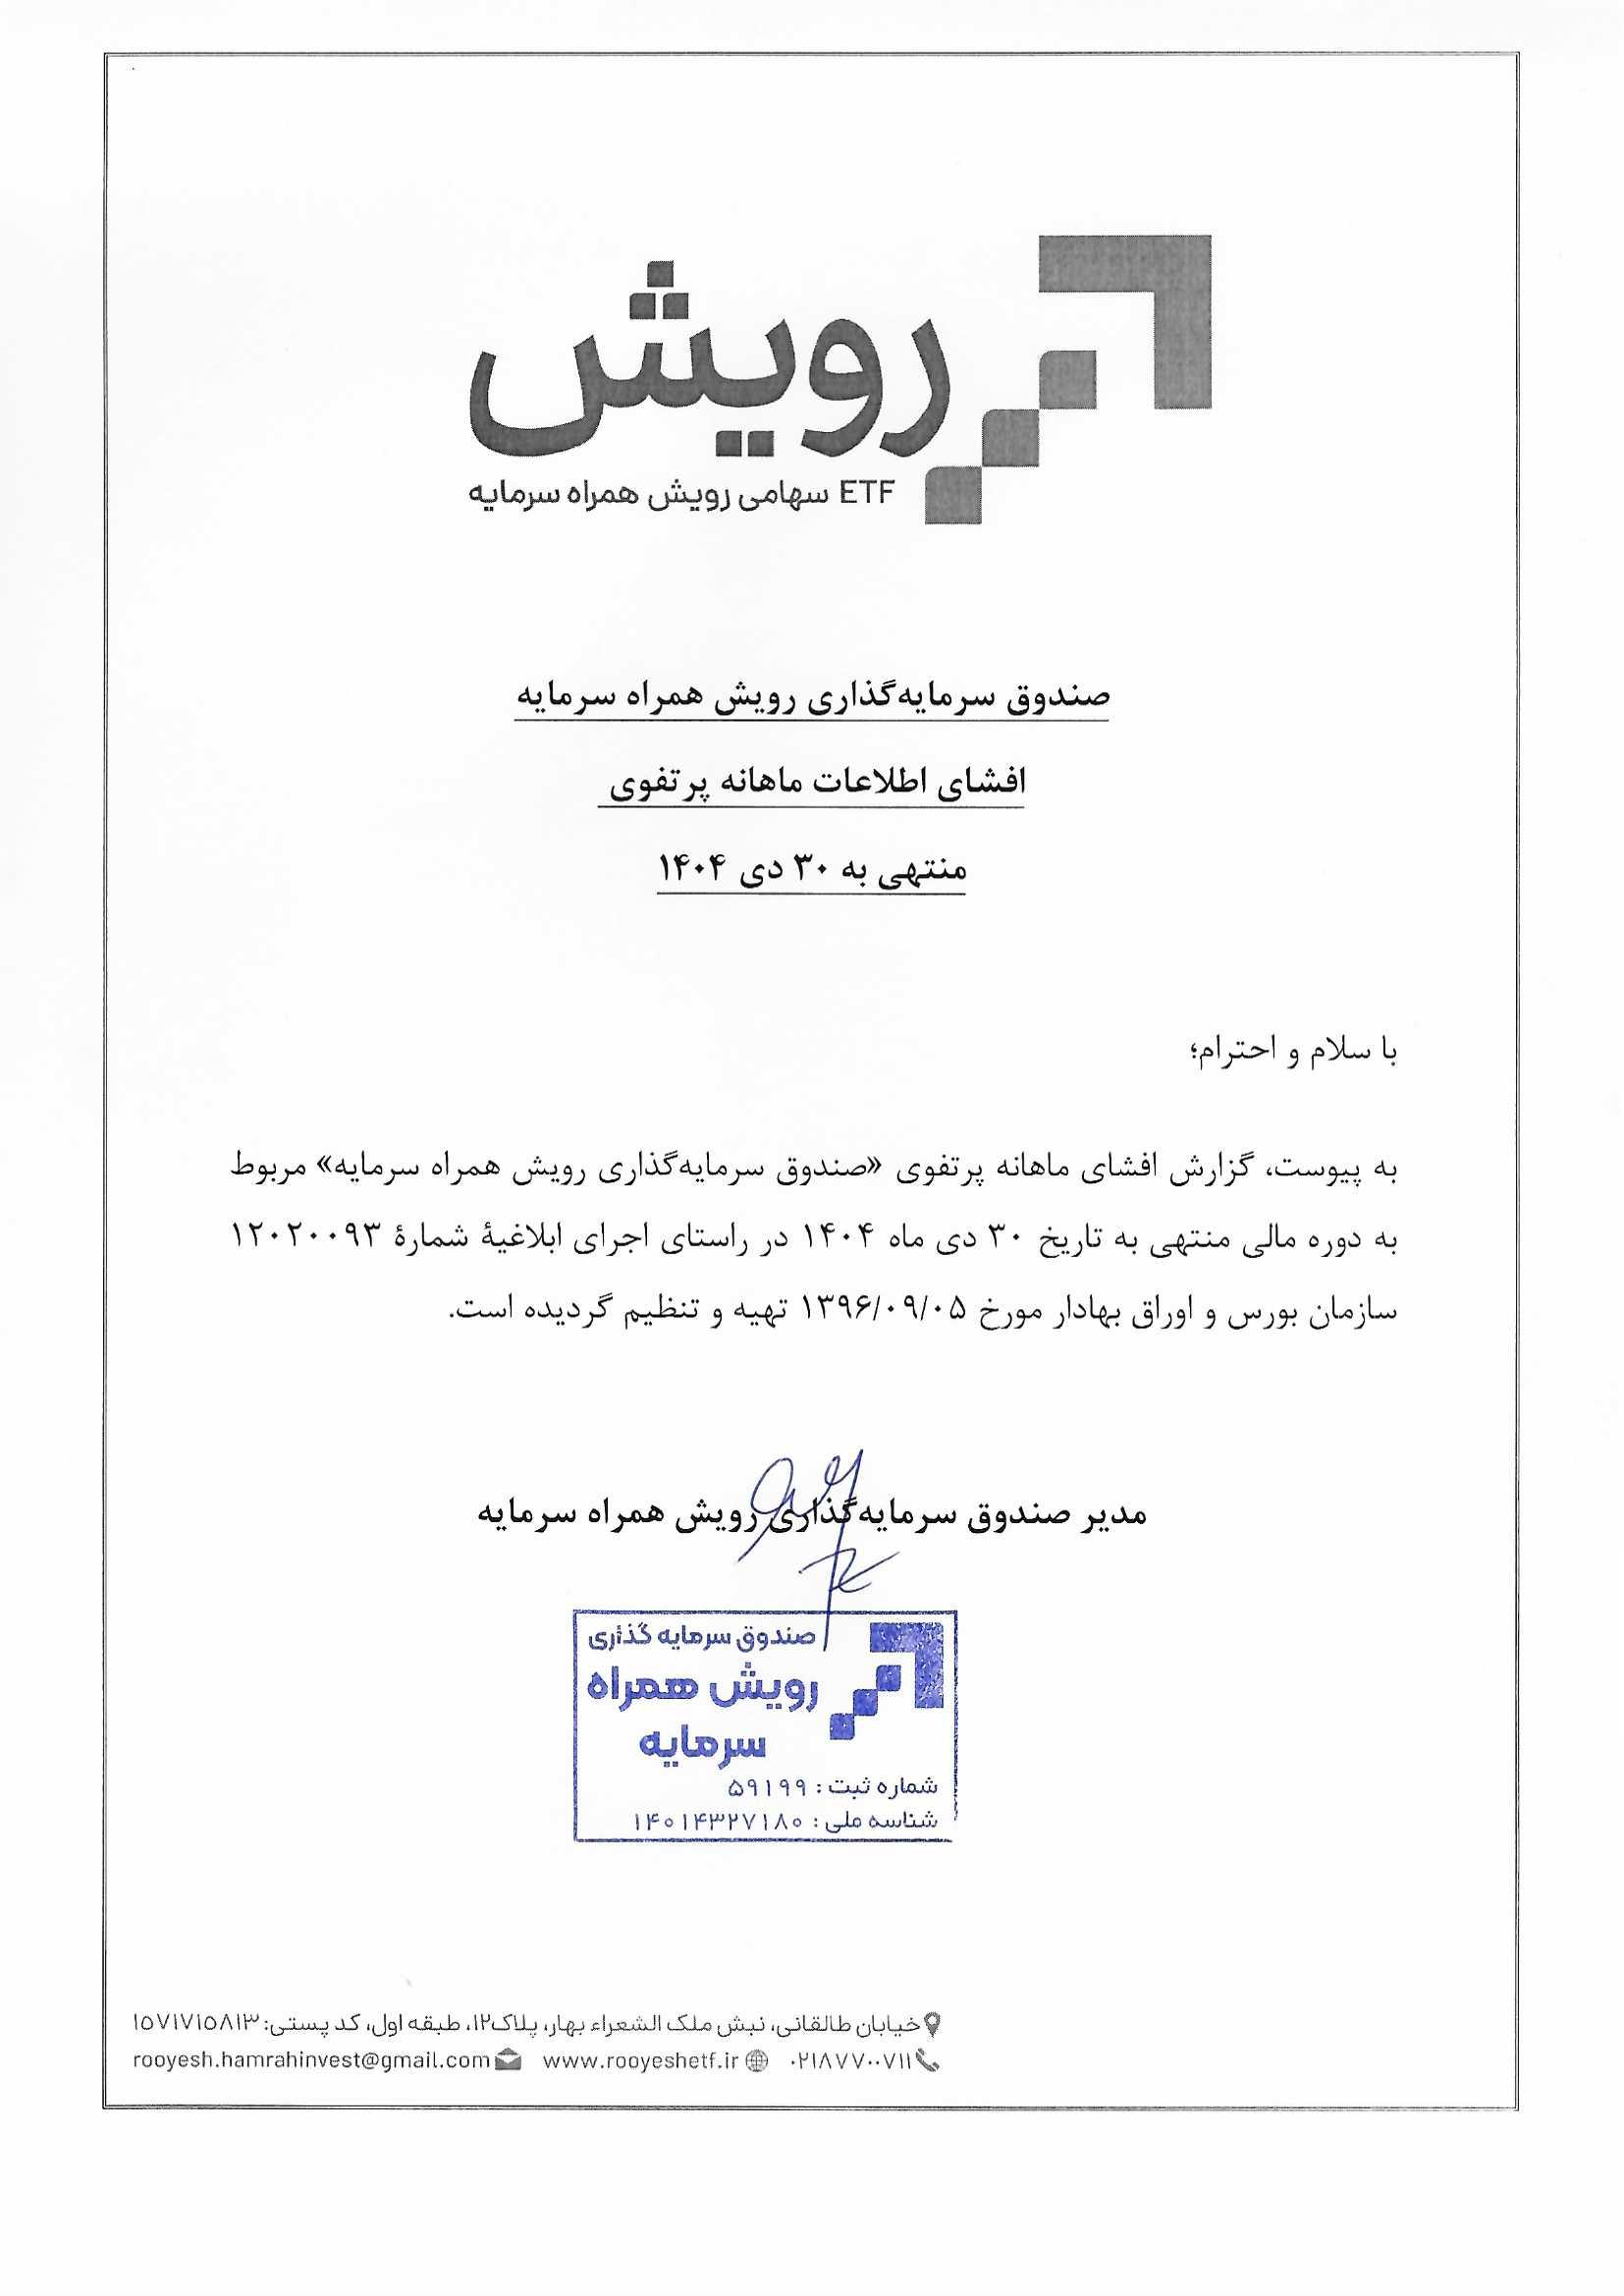 رویش
ETF سهامی رویش همراه سرمایه
صندوق سرمایه‌گذاری رویش همراه سرمایه
افشای اطلاعات ماهانه پرتفوی
منتهی به ۳۰ دی ۱۴۰۴
با سلام و احترام؛
به پیوست، گزارش افشای ماهانه پرتفوی «صندوق سرمایه‌گذاری رویش همراه سرمایه» مربوط
به دوره مالی منتهی به تاریخ ۳۰ دی ماه ۱۴۰۴ در راستای اجرای ابلاغیهٔ شمارهٔ ۱۲۰۲۰۰۹۳
سازمان بورس و اوراق بهادار مورخ ۱۳۹۶/۰۹/۰۵ تهیه و تنظیم گردیده است.
مدیر صندوق سرمایه‌گذاری رویش همراه سرمایه
صندوق سرمایه گذاری
رویش همراه
سرمایه
شماره ثبت : ۵۹۱۹۹
شناسه ملی : ۱۴۰۱۴۳۲۷۱۸۰
خیابان طالقانی، نبش ملک الشعراء بهار، پلاک۱۲، طبقه اول، کد پستی: ۱۵۷۱۷۱۵۸۱۳
۰۲۱۸۷۷۰۰۷۱۱ www.rooyeshetf.ir rooyesh.hamrahinvest@gmail.com